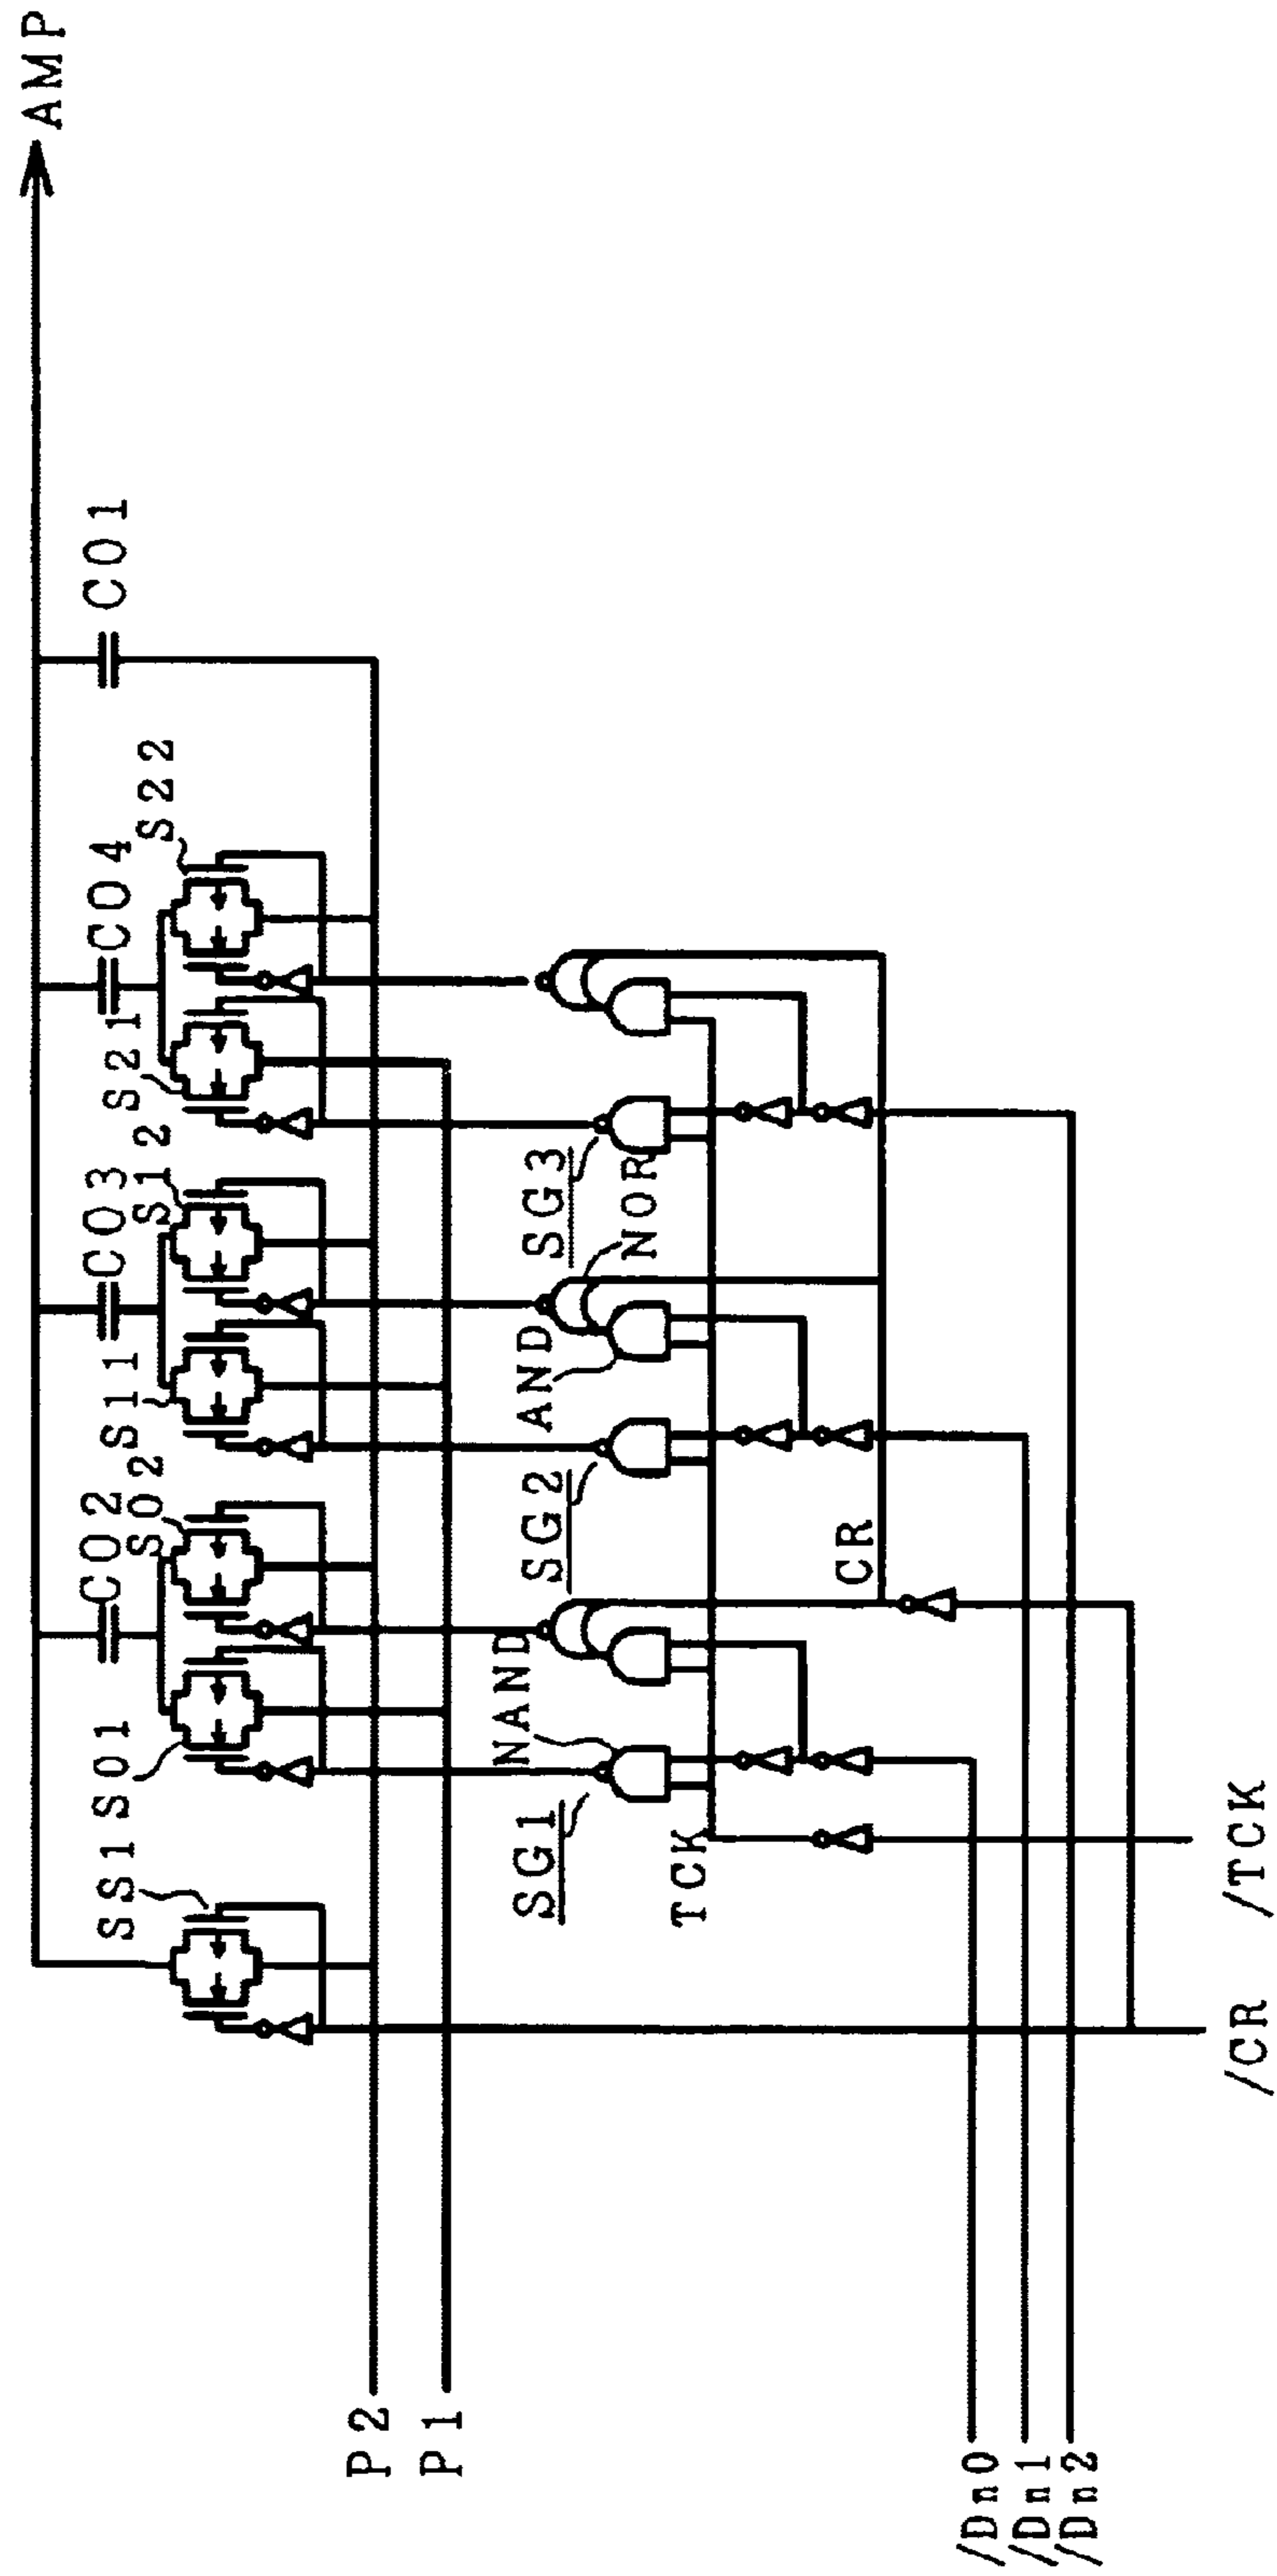 AMP
C01
C04
S22
S21
C03
S12
S11
C02
S02
S01
SS1
P2
P1
SG3
NOR
AND
SG2
NAND
SG1
TCK
CR
/Dn0
/Dn1
/Dn2
/CR
/TCK